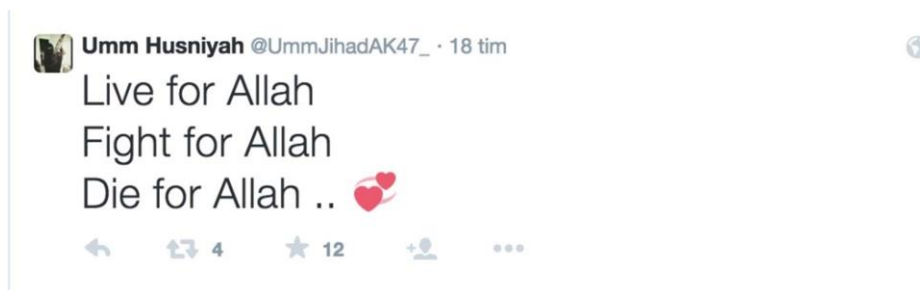 Umm Husniyah @UmmJihadAK47_ · 18 tim
Live for Allah
Fight for Allah
Die for Allah ..
4 12